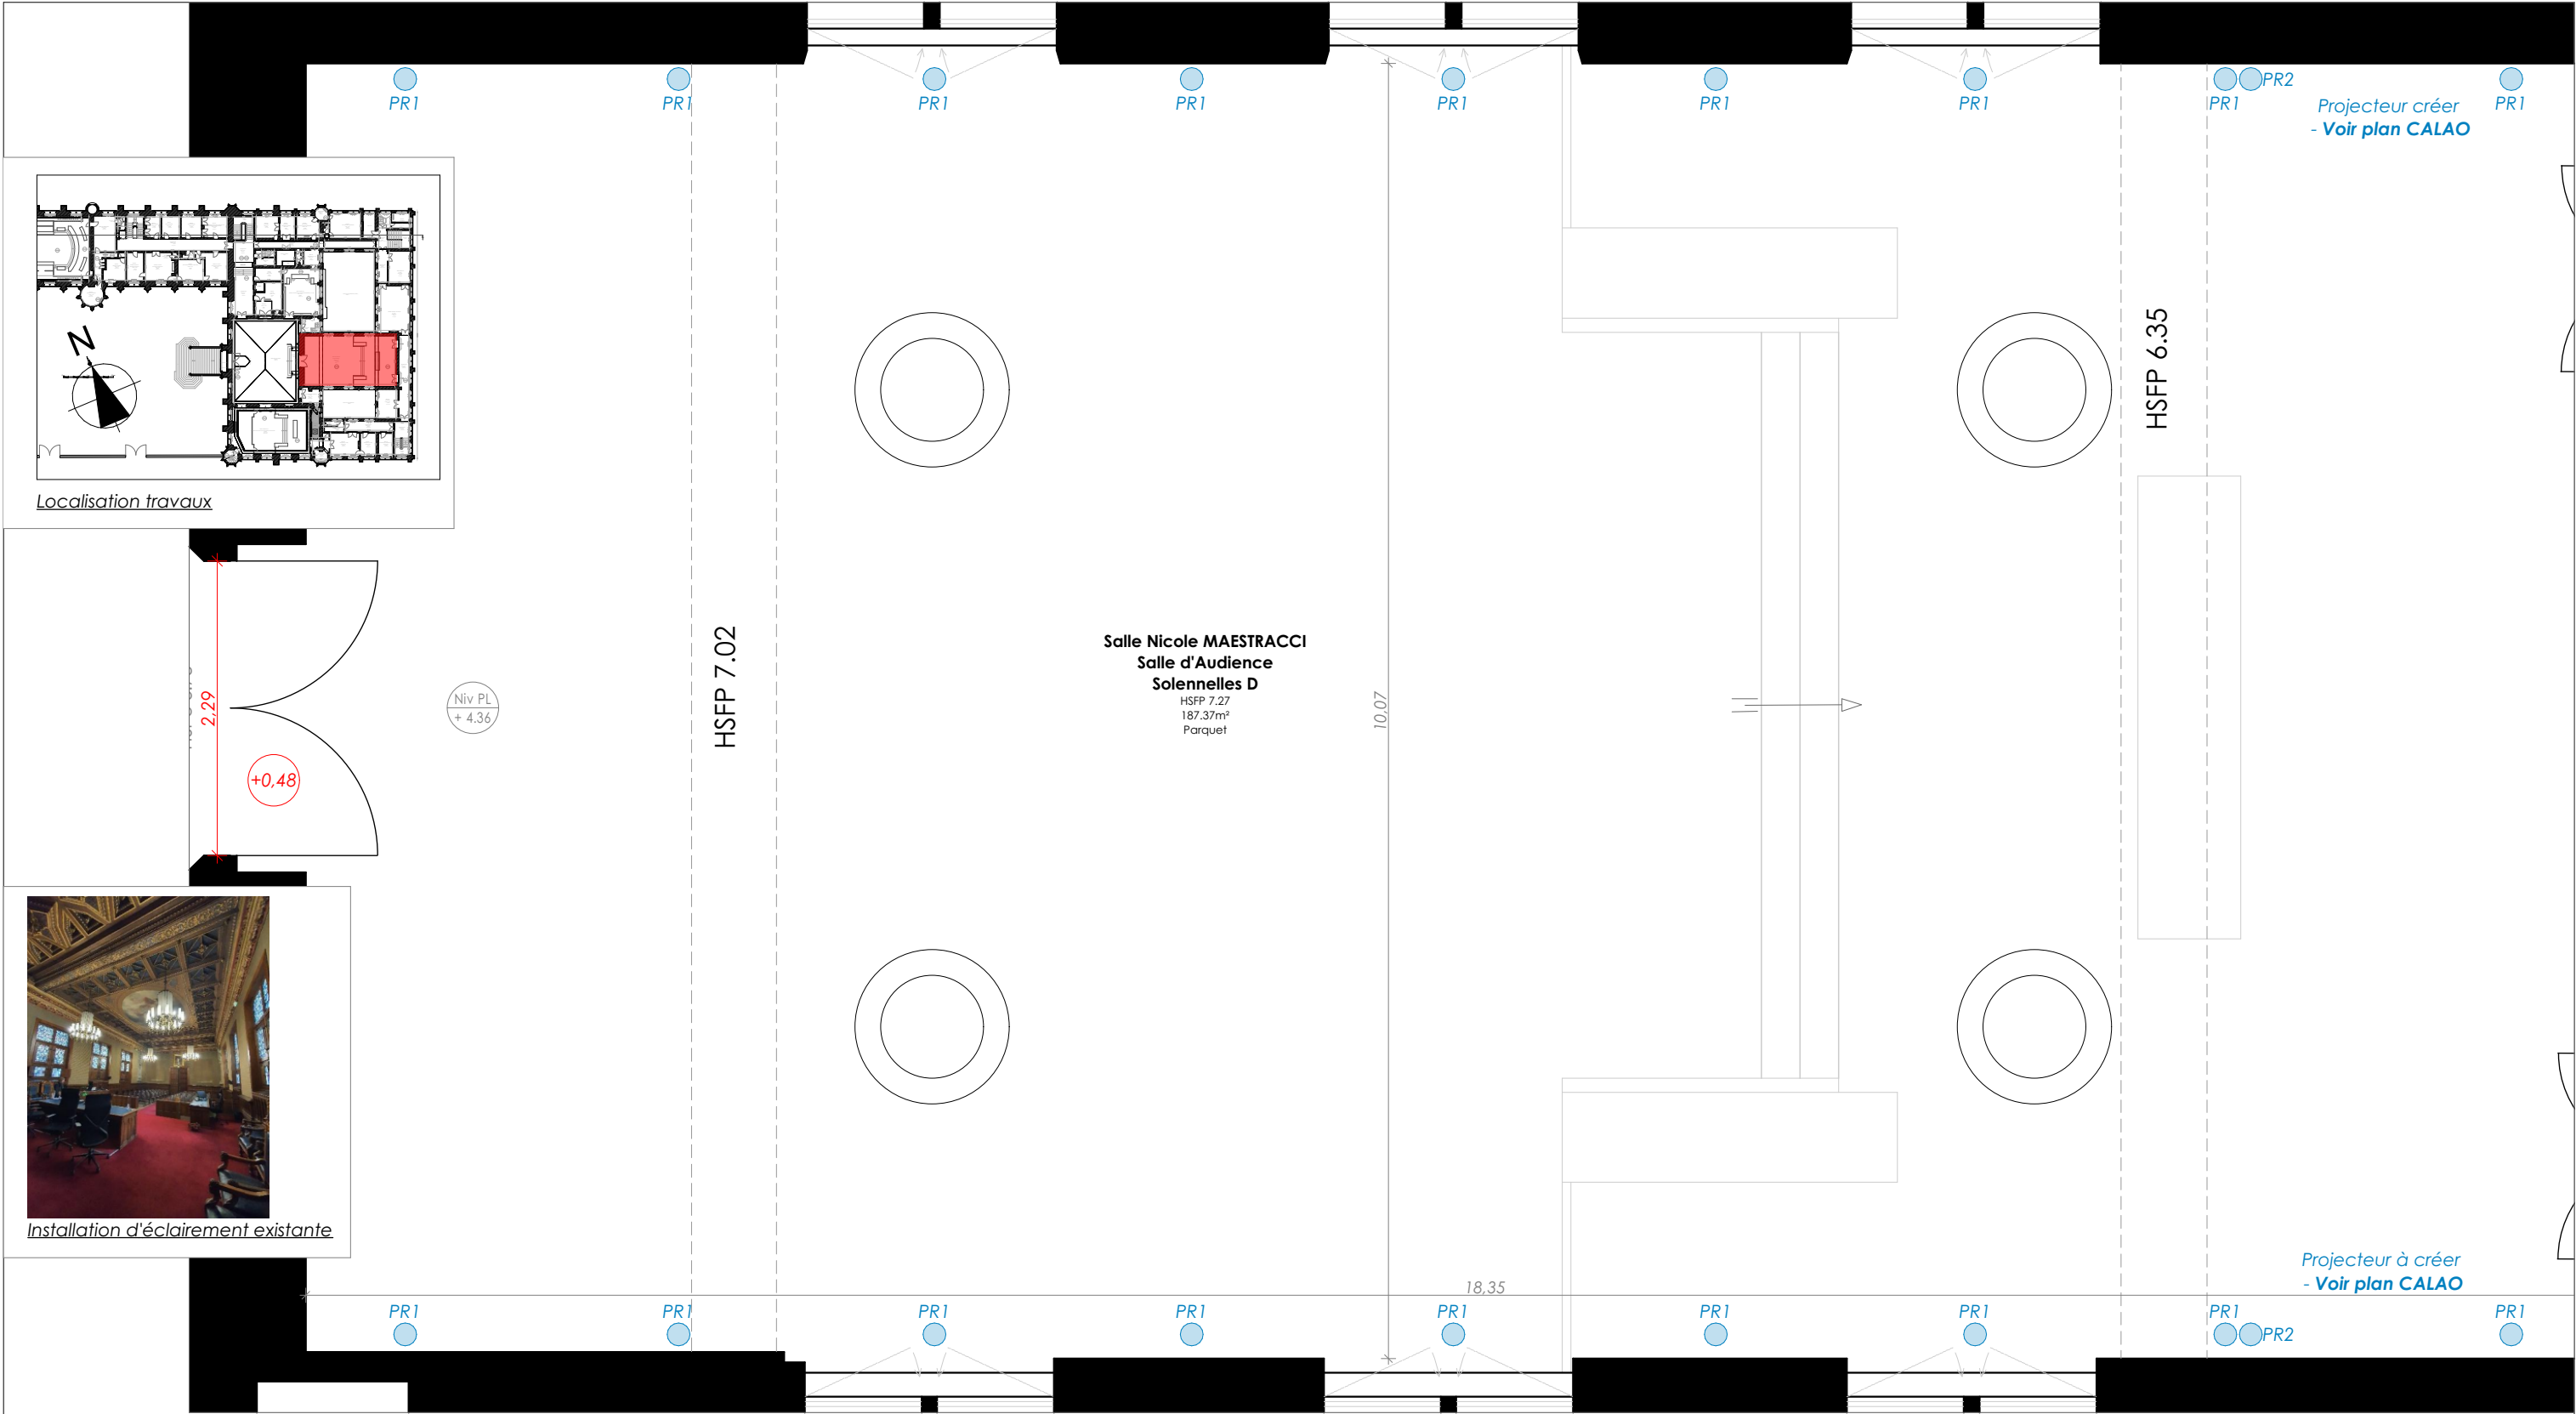 PR1 PR1 PR1 PR1 PR1 PR1 PR1 PR1 PR2 PR1
Projecteur créer
- Voir plan CALAO
N
Localisation travaux
HSFP 6.35
HSFP 7.02
Salle Nicole MAESTRACCI
Salle d'Audience
Solennelles D
HSFP 7.27
187.37m²
Parquet
10,07
2,29
Niv PL
+ 4.36
+0,48
Installation d'éclairement existante
Projecteur à créer
- Voir plan CALAO
18,35
PR1 PR1 PR1 PR1 PR1 PR1 PR1 PR1 PR2 PR1